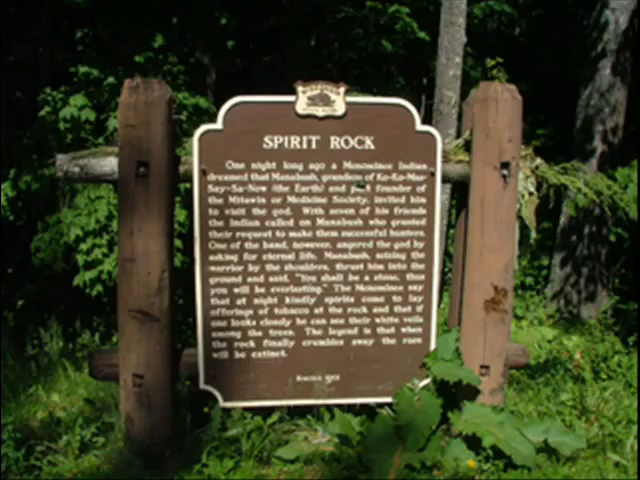 SPIRIT ROCK
One night long ago a Menominee Indian
dreamed that Manabush, grandson of Ko-Ko-Mas-
Say-Sa-Now (the Earth) and part founder of
the Mitawin or Medicine Society, invited him
to visit the god. With seven of his friends
the Indian called on Manabush who granted
their request to make them successful hunters.
One of the band, however, angered the god by
asking for eternal life. Manabush, seizing the
warrior by the shoulders, thrust him into the
ground and said, "You shall be a stone, thus
you will be everlasting." The Menominee say
that at night kindly spirits come to lay
offerings of tobacco at the rock and that if
one looks closely he can see their white veils
among the trees. The legend is that when
the rock finally crumbles away the race
will be extinct.